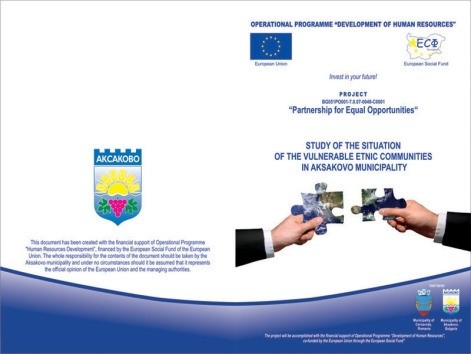 OPERATIONAL PROGRAMME "DEVELOPMENT OF HUMAN RESOURCES"
European Union
ЕСФ
European Social Fund
Invest in your future!
PROJECT
BG051PO001-7.0.07-0048-C0001
"Partnership for Equal Opportunities"
STUDY OF THE SITUATION
OF THE VULNERABLE ETNIC COMMUNITIES
IN AKSAKOVO MUNICIPALITY
АКСАКОВО
This document has been created with the financial support of Operational Programme
"Human Resources Development", financed by the European Social Fund of the European
Union. The whole responsibility for the contents of the document should be taken by the
Aksakovo municipality and under no circumstances should it be assumed that it represents
the official opinion of the European Union and the managing authorities.
Municipality of
Romania
Municipality of
Aksakovo,
Bulgaria
The project will be accomplished with the financial support of Operational Programme "Development of Human Resources",
co-funded by the European Union through the European Social Fund"